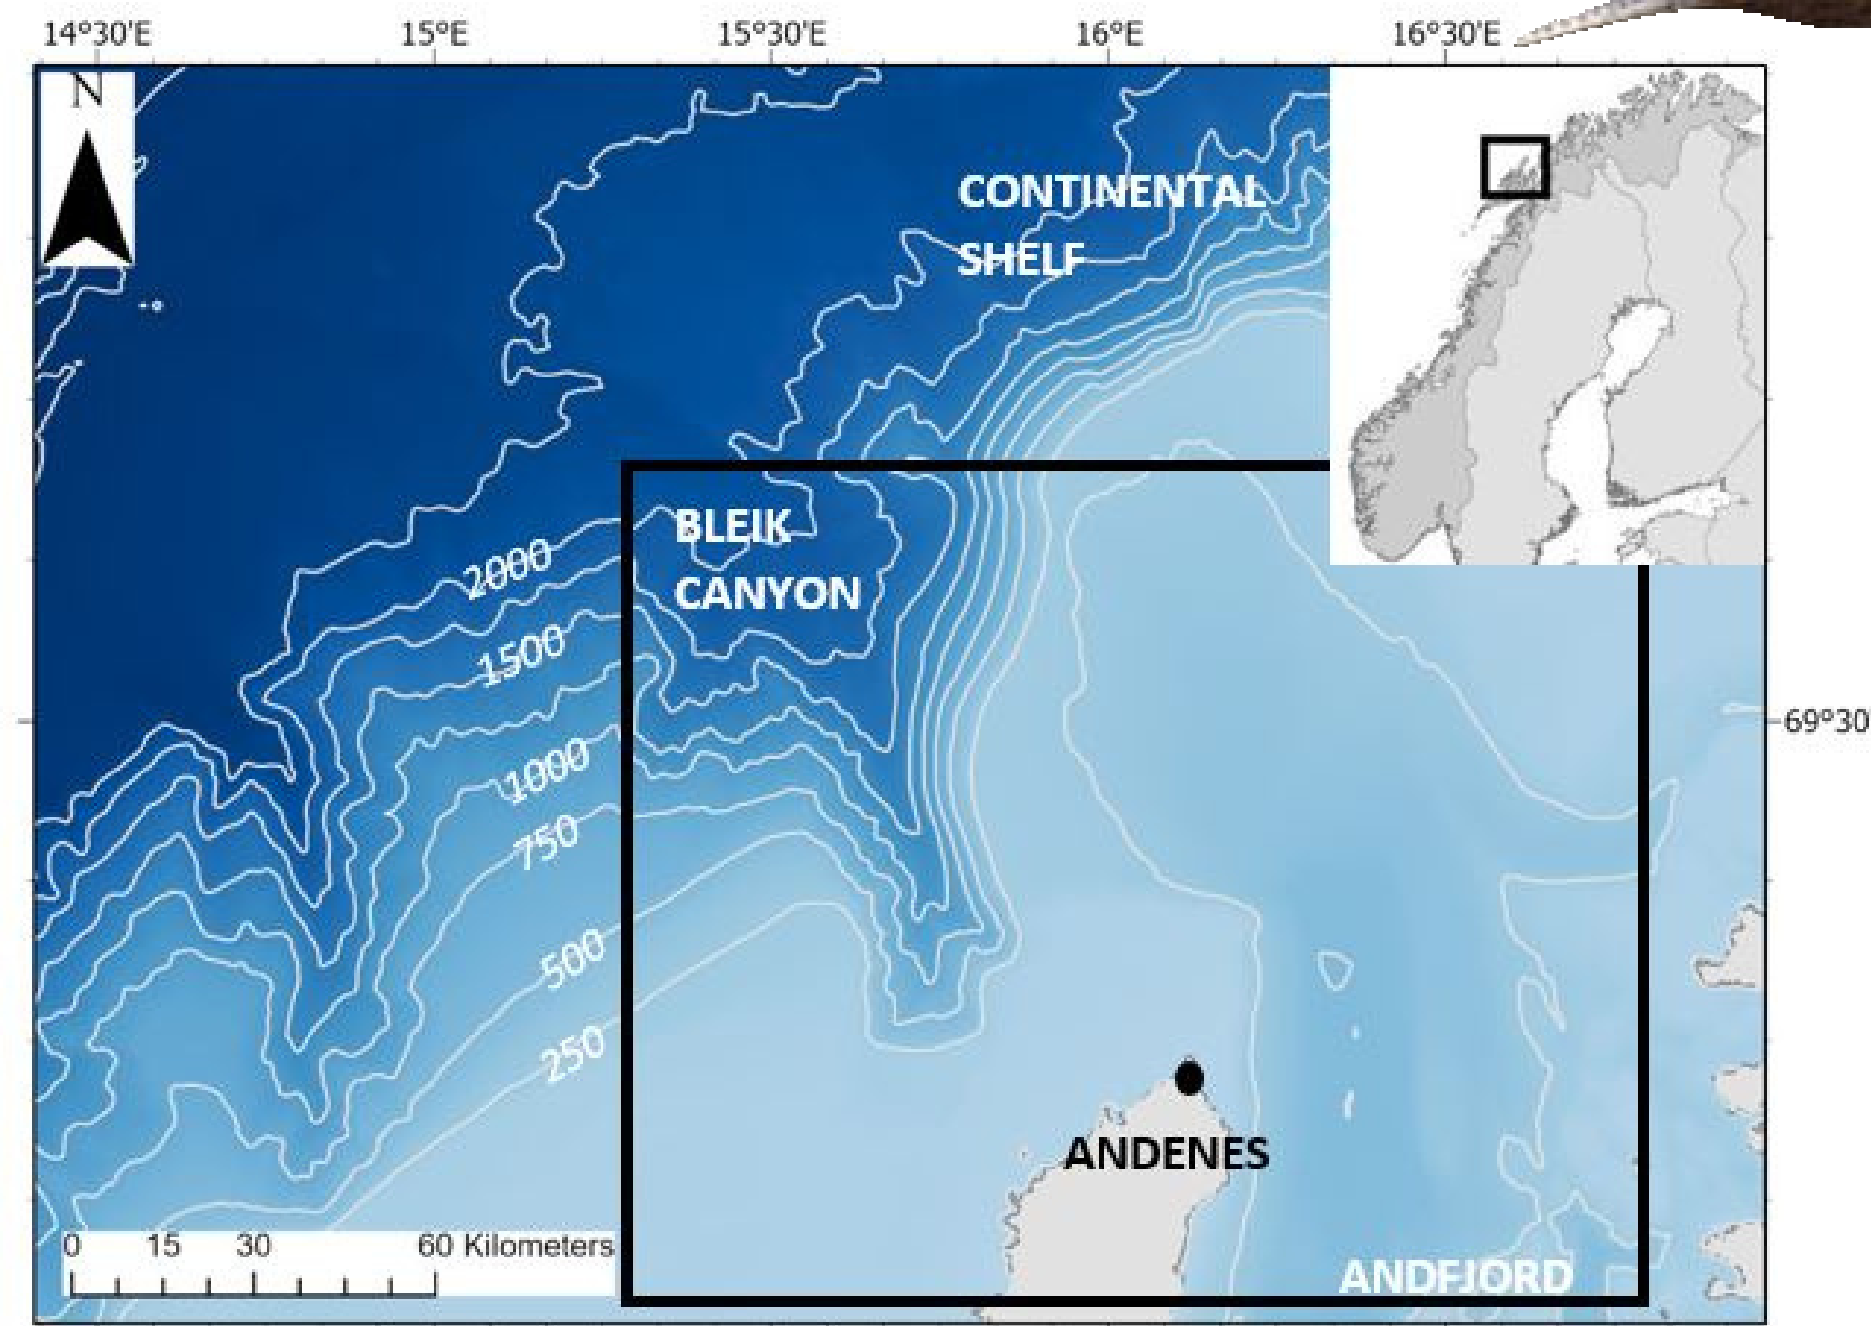 14°30'E 15°E 15°30'E 16°E 16°30'E
N
CONTINENTAL
SHELF
BLEIK
CANYON
2000
1500
1000
750
500
250
69°30
ANDENES
ANDFJORD
0 15 30 60 Kilometers